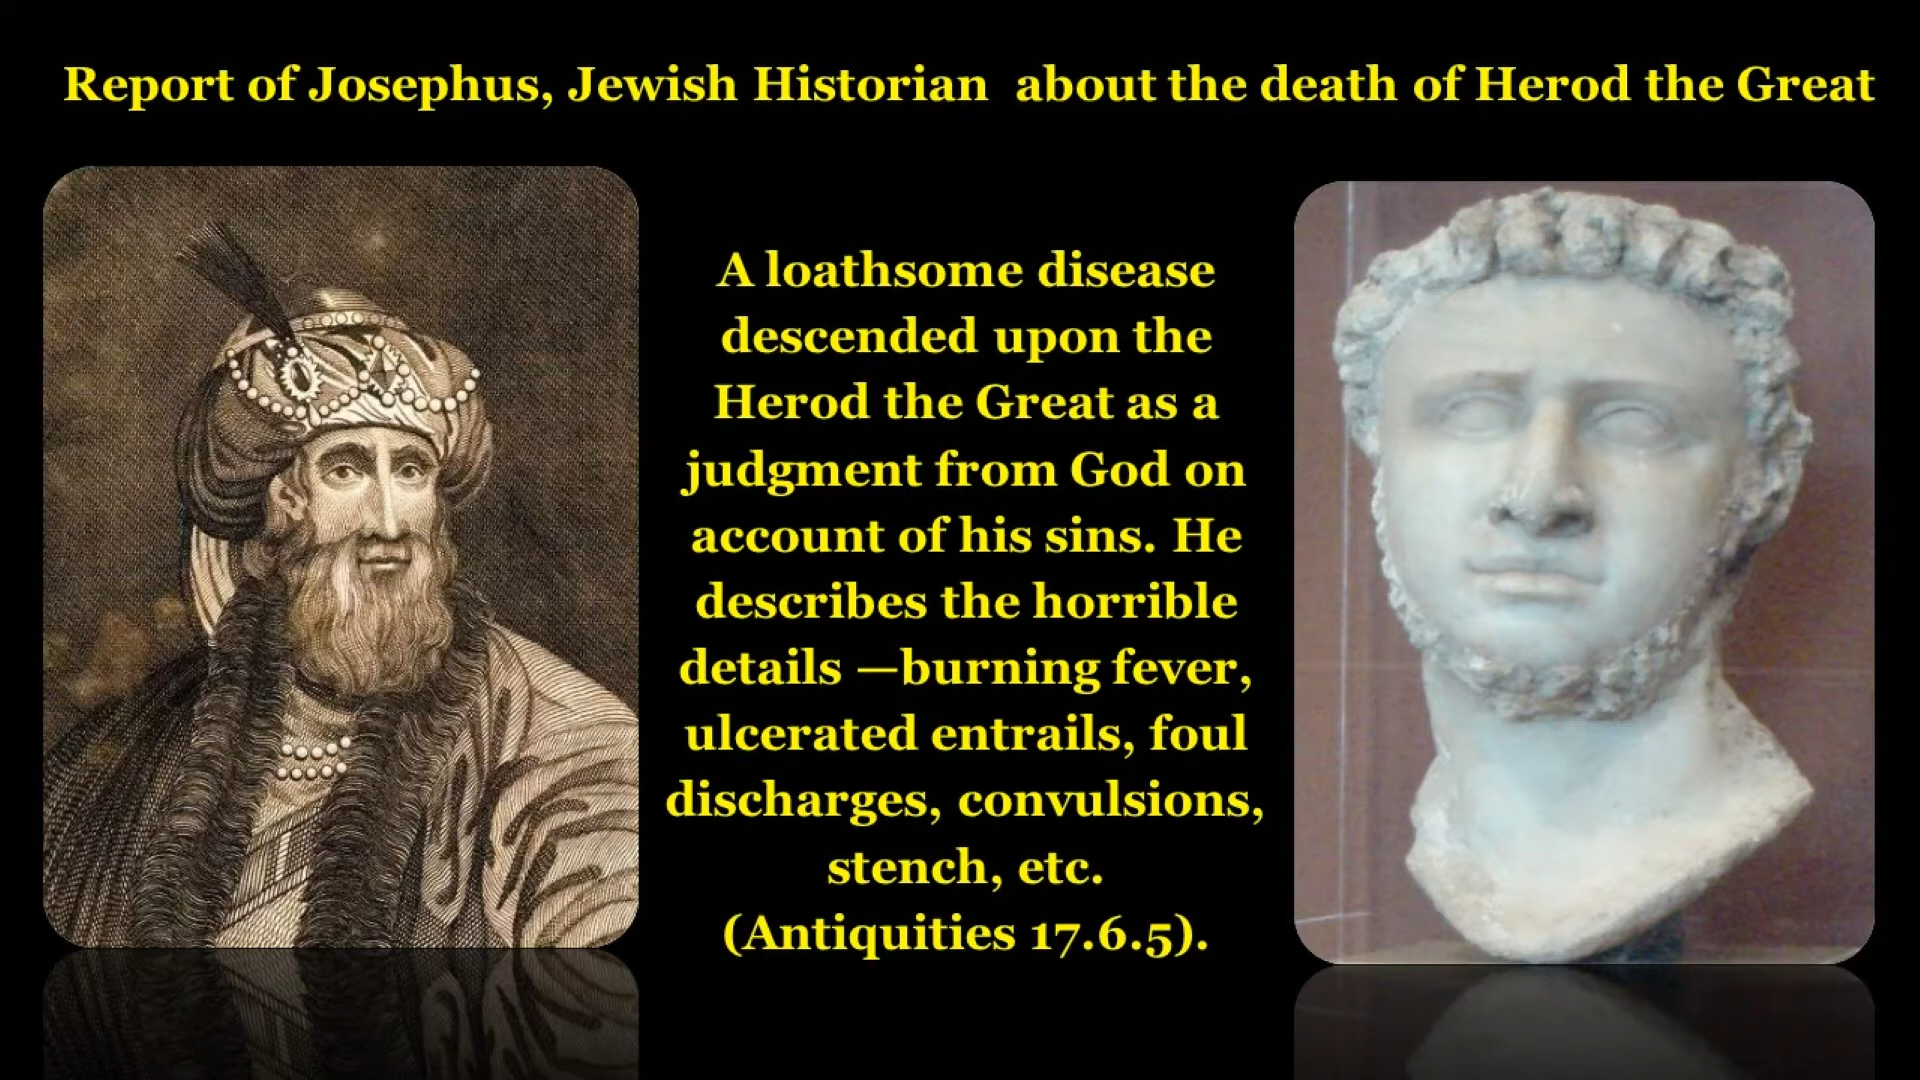 Report of Josephus, Jewish Historian  about the death of Herod the Great
A loathsome disease
descended upon the
Herod the Great as a
judgment from God on
account of his sins. He
describes the horrible
details —burning fever,
ulcerated entrails, foul
discharges, convulsions,
stench, etc.
(Antiquities 17.6.5).